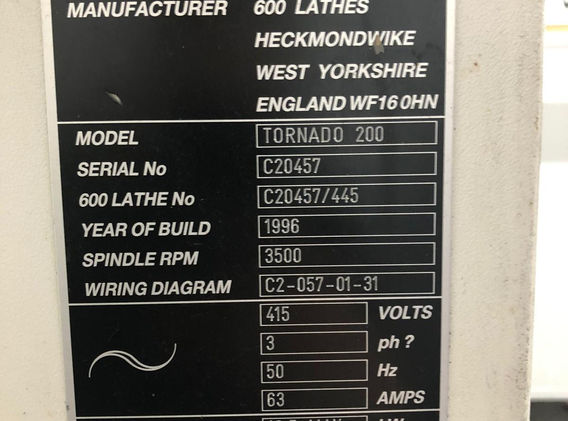 MANUFACTURER 600 LATHES
HECKMONDWIKE
WEST YORKSHIRE
ENGLAND WF16 0HN
MODEL TORNADO 200
SERIAL No C20457
600 LATHE No C20457/445
YEAR OF BUILD 1996
SPINDLE RPM 3500
WIRING DIAGRAM C2-057-01-31
415 VOLTS
3 ph ?
50 Hz
63 AMPS